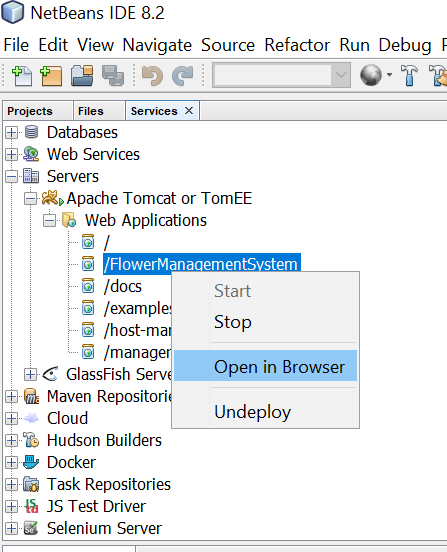 NetBeans IDE 8.2
File Edit View Navigate Source Refactor Run Debug
Projects Files Services
Databases
Web Services
Servers
Apache Tomcat or TomEE
Web Applications
/
/FlowerManagementSystem
/docs
Start
/examples
Stop
/host-man
/manage
Open in Browser
GlassFish Serve
Maven Repositorie
Undeploy
Cloud
Hudson Builders
Docker
Task Repositories
JS Test Driver
Selenium Server